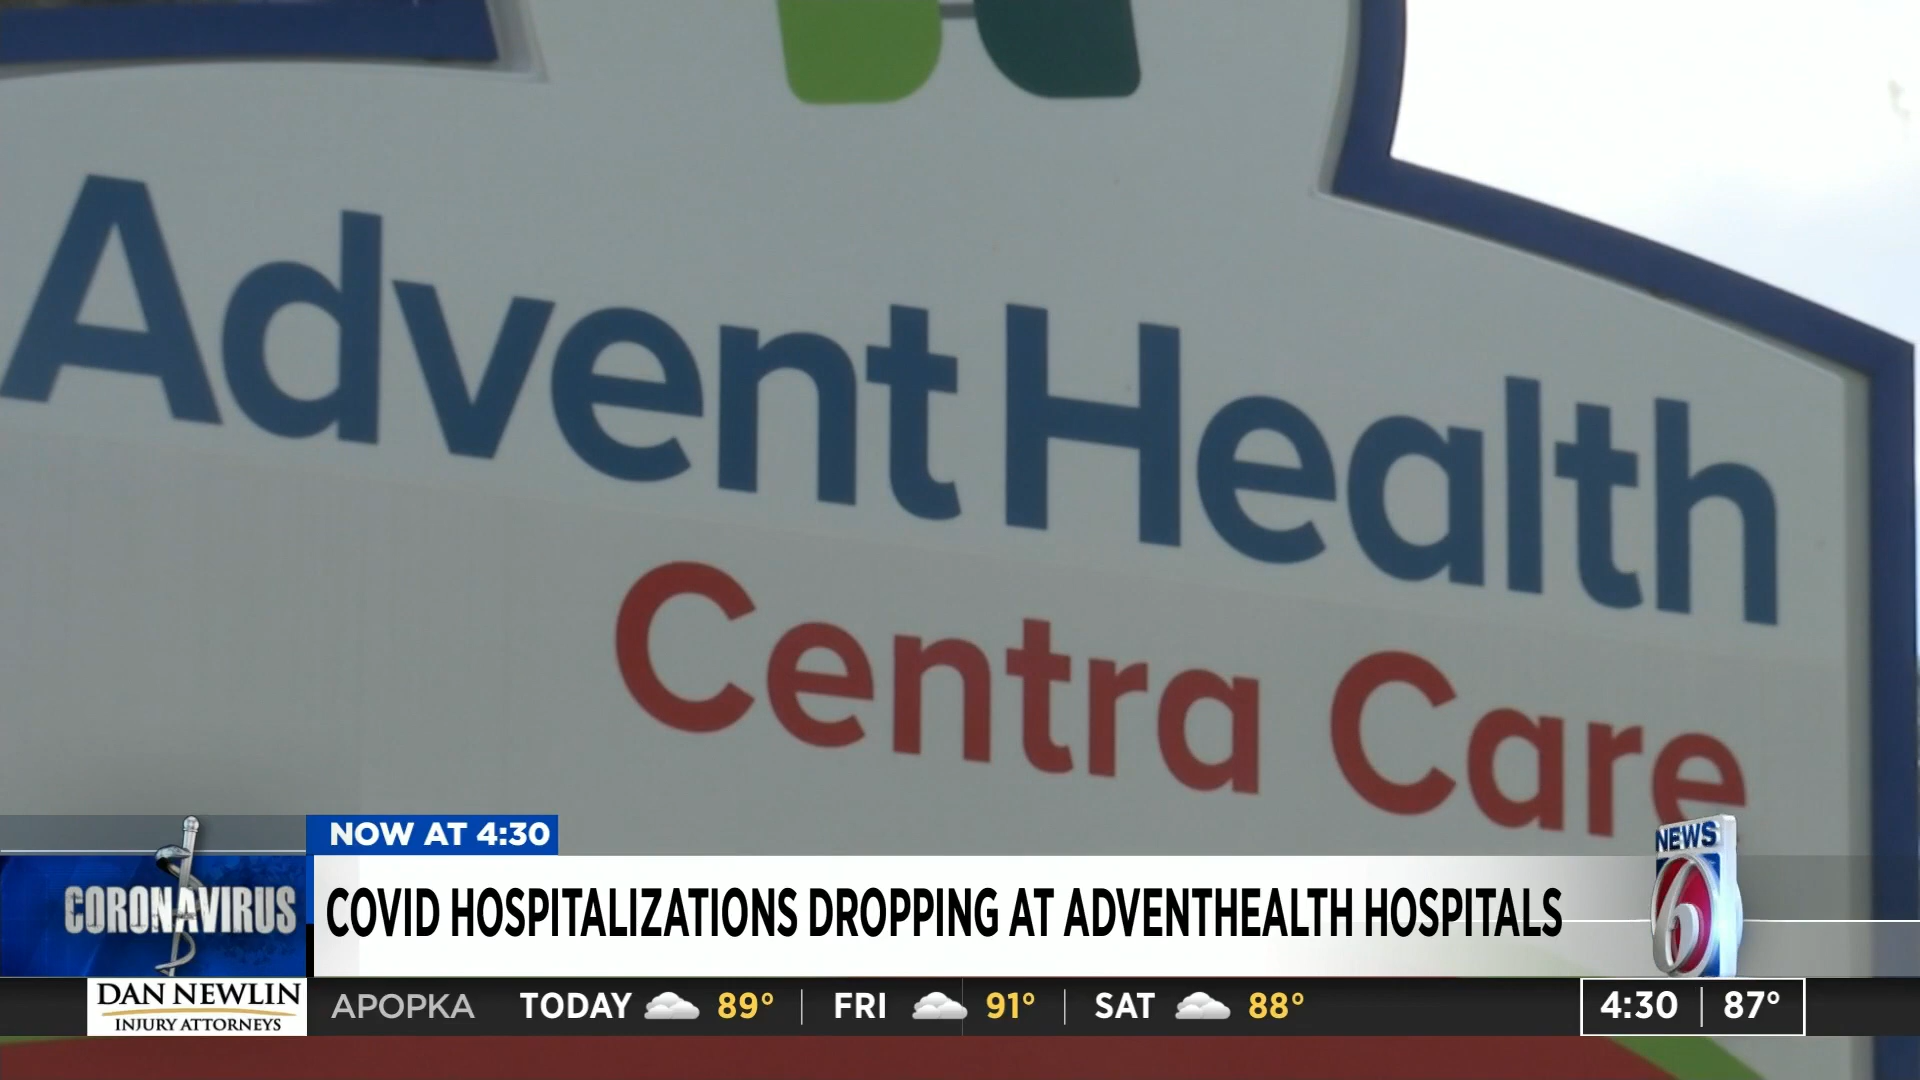 AdventHealth
Centra Care
NOW AT 4:30
CORONAVIRUS
COVID HOSPITALIZATIONS DROPPING AT ADVENTHEALTH HOSPITALS
NEWS
6
DAN NEWLIN
INJURY ATTORNEYS
APOPKA TODAY 89° FRI 91° SAT 88°
4:30 87°